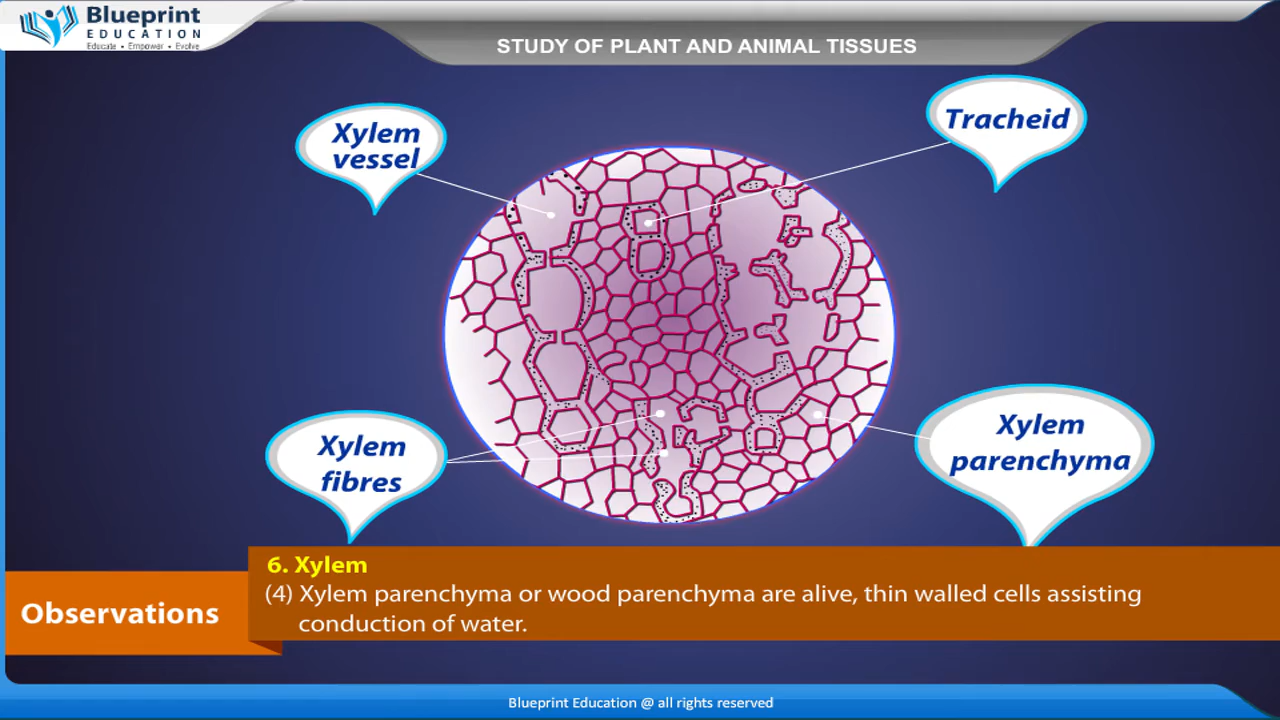 Blueprint
EDUCATION
Educate • Empower • Evolve
STUDY OF PLANT AND ANIMAL TISSUES
Xylem
vessel
Tracheid
Xylem
fibres
Xylem
parenchyma
Observations
6. Xylem
(4) Xylem parenchyma or wood parenchyma are alive, thin walled cells assisting
conduction of water.
Blueprint Education @ all rights reserved